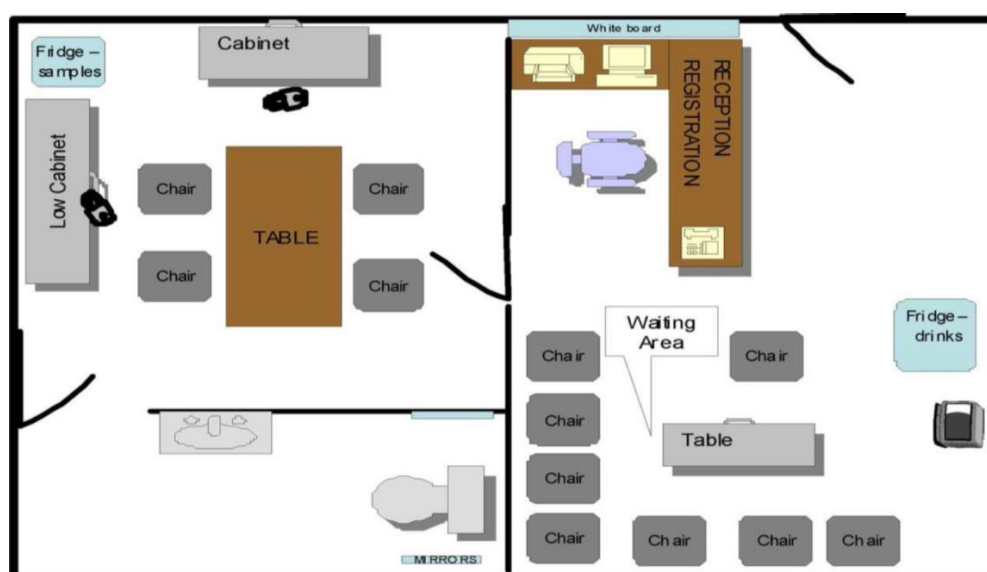 Fridge –
samples
Cabinet
Low Cabinet
Chair
Chair
TABLE
Chair
Chair
White board
RECEPTION
REGISTRATION
Waiting
Area
Fridge–
drinks
Chair
Chair
Chair
Table
Chair
Chair
Chair
Chair
Chair
MIRRORS